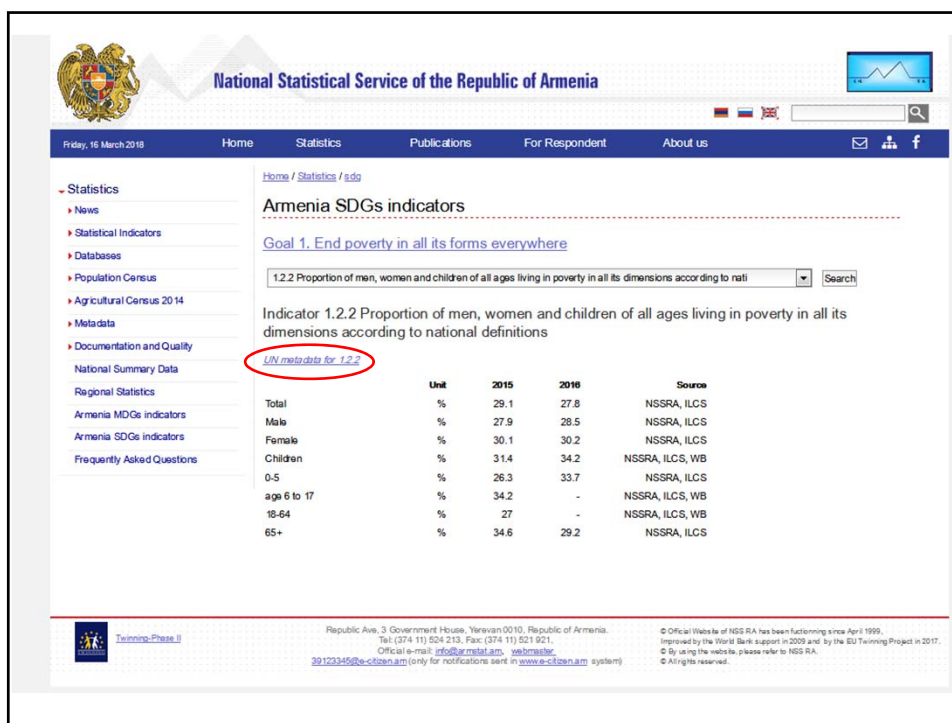 National Statistical Service of the Republic of Armenia
Friday, 16 March 2018 Home Statistics Publications For Respondent About us
Home / Statistics / sdg
Statistics
News
Statistical Indicators
Databases
Population Census
Agricultural Census 2014
Metadata
Documentation and Quality
National Summary Data
Regional Statistics
Armenia MDGs indicators
Armenia SDGs indicators
Frequently Asked Questions
Armenia SDGs indicators
Goal 1. End poverty in all its forms everywhere
1.2.2 Proportion of men, women and children of all ages living in poverty in all its dimensions according to nati Search
Indicator 1.2.2 Proportion of men, women and children of all ages living in poverty in all its
dimensions according to national definitions
UN metadata for 1.2.2
Unit 2015 2016 Source
Total % 29.1 27.8 NSSRA, ILCS
Male % 27.9 28.5 NSSRA, ILCS
Female % 30.1 30.2 NSSRA, ILCS
Children % 31.4 34.2 NSSRA, ILCS, WB
0-5 % 26.3 33.7 NSSRA, ILCS
age 6 to 17 % 34.2 - NSSRA, ILCS, WB
18-64 % 27 - NSSRA, ILCS, WB
65+ % 34.6 29.2 NSSRA, ILCS
Twinning-Phase II
Republic Ave, 3 Government House, Yerevan 0010, Republic of Armenia.
Tel: (374 11) 524 213, Fax: (374 11) 521 921,
Official e-mail: info@armstat.am, webmaster
39123345@e-citizen.am (only for notifications sent in www.e-citizen.am system)
© Official Website of NSS RA has been fuctionning since April 1999,
Improved by the World Bank support in 2009 and by the EU Twinning Project in 2017.
© By using the website, please refer to NSS RA.
© All rights reserved.